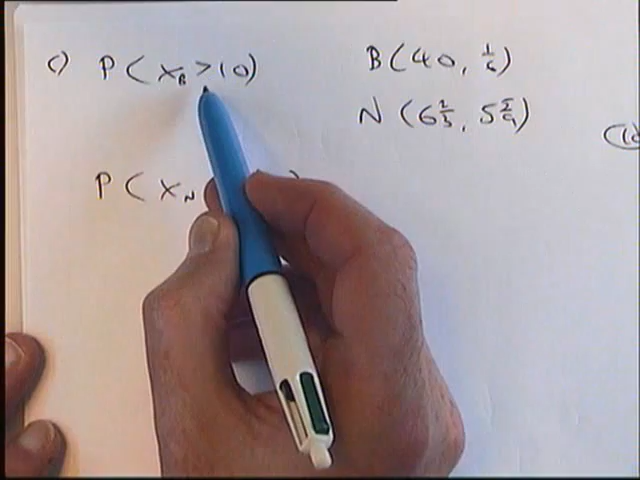 c) P( X_B > 10) B(40, 1/6)
N (6 2/3, 5 5/9)
P( X_N )